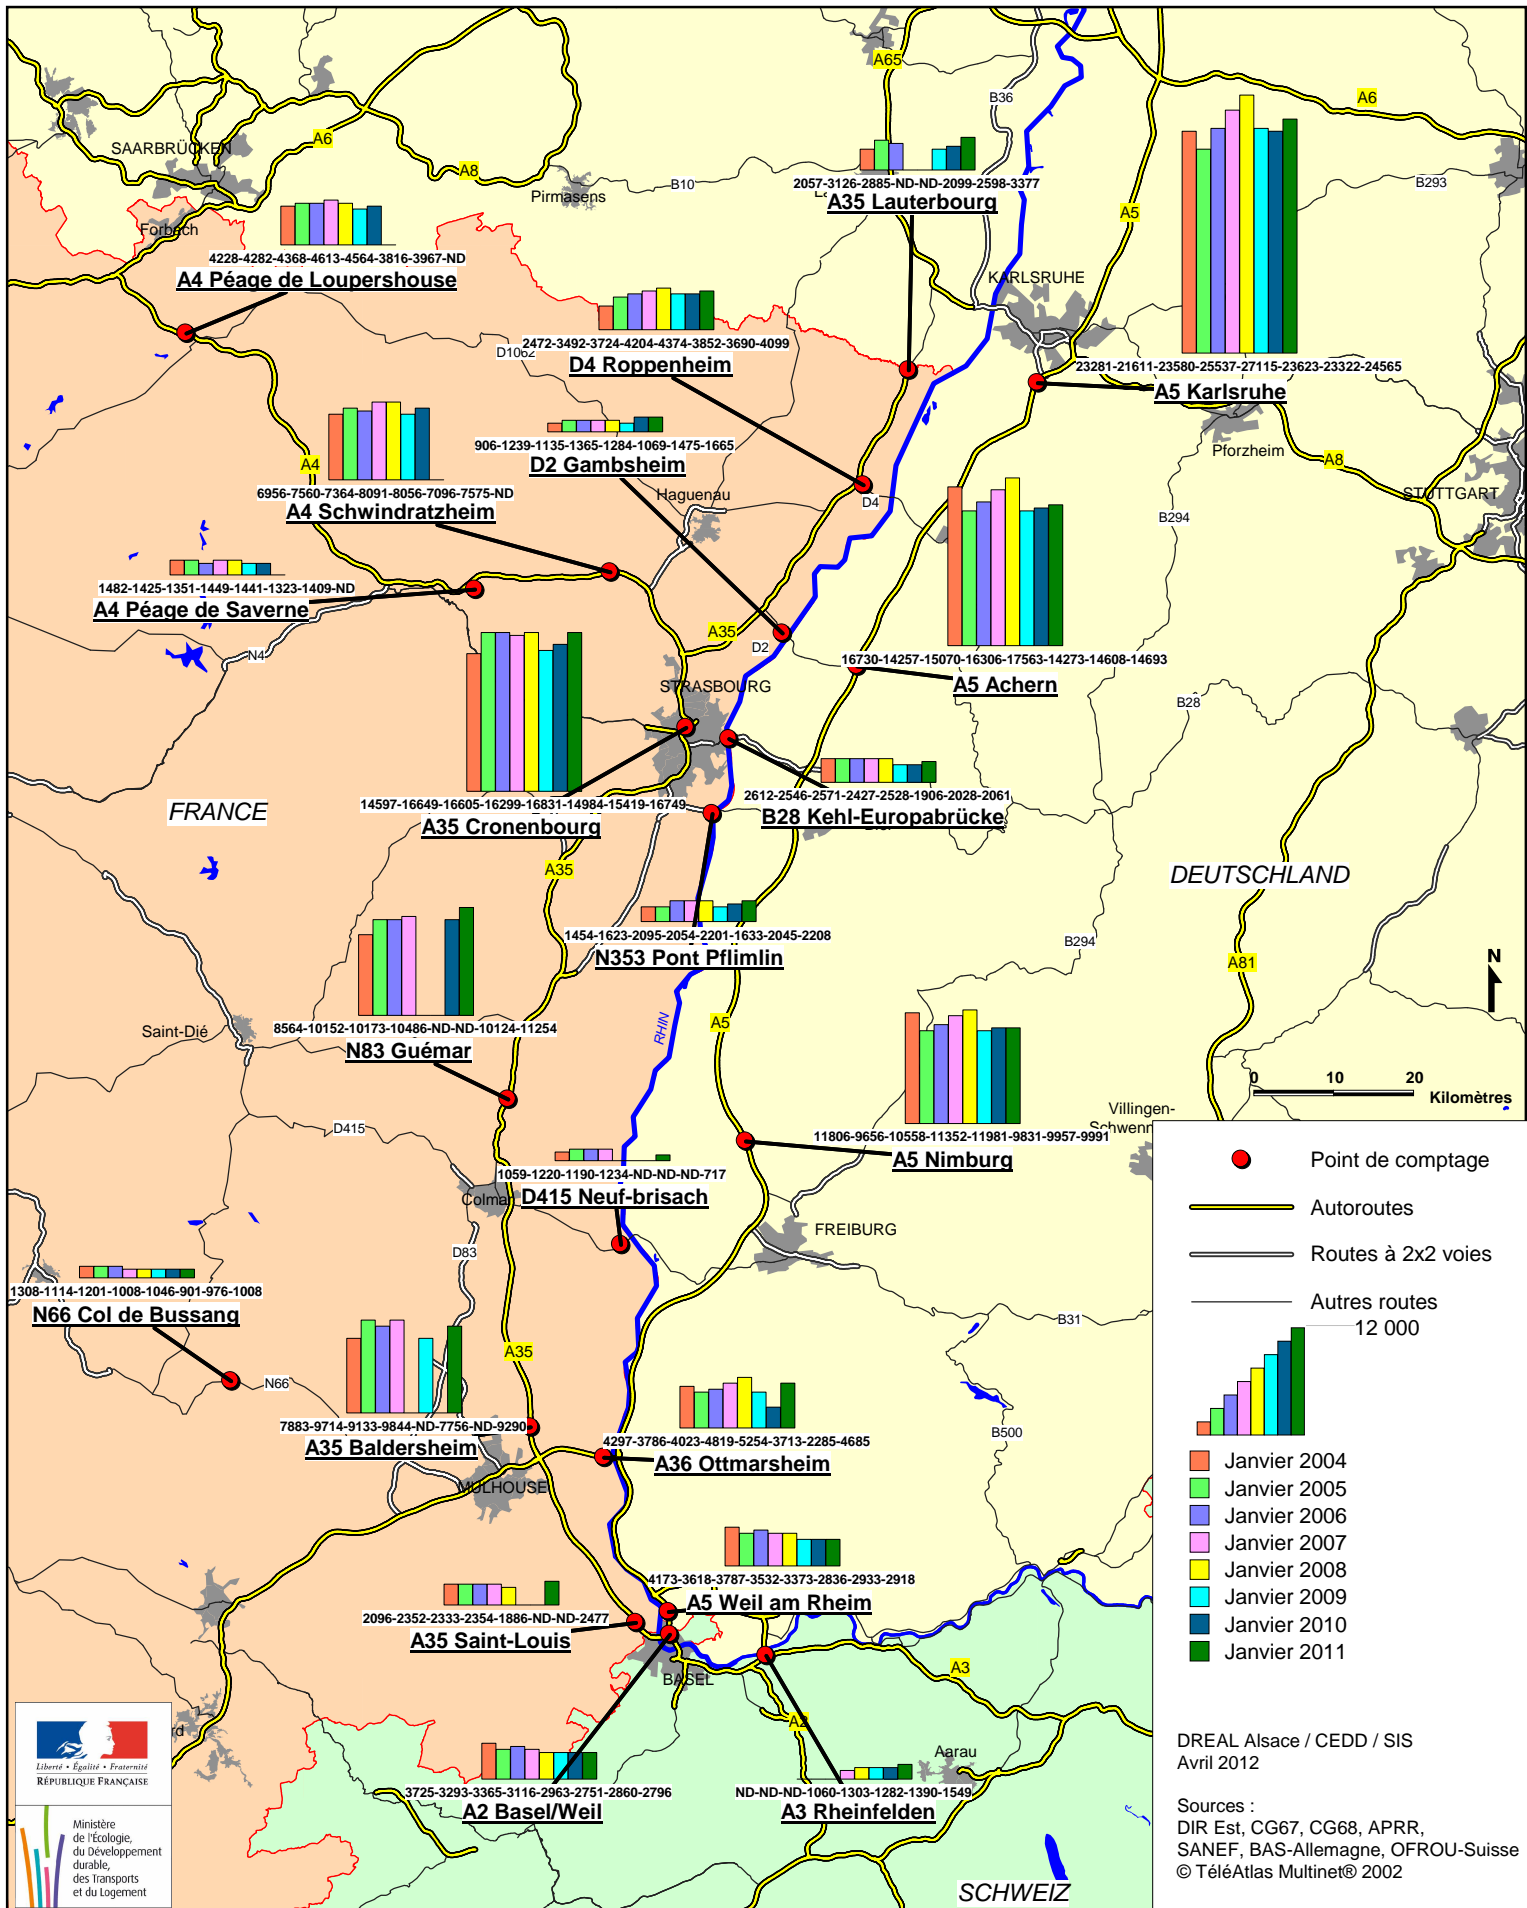 A65
B36
A6
SAARBRÜCKEN
A6
A8
Pirmasens
B10
B293
2057-3126-2885-ND-ND-2099-2598-3377
A35 Lauterbourg
A5
Forbach
4228-4282-4368-4613-4564-3816-3967-ND
A4 Péage de Loupershouse
KARLSRUHE
2472-3492-3724-4204-4374-3852-3690-4099
D1062
D4 Roppenheim
23281-21611-23580-25537-27115-23623-23322-24565
A5 Karlsruhe
906-1239-1135-1365-1284-1069-1475-1665
D2 Gambsheim
Pforzheim
A8
A4
6956-7560-7364-8091-8056-7096-7575-ND
A4 Schwindratzheim
Haguenau
D4
STUTTGART
B294
1482-1425-1351-1449-1441-1323-1409-ND
A4 Péage de Saverne
A35
D2
N4
16730-14257-15070-16306-17563-14273-14608-14693
A5 Achern
STRASBOURG
B28
14597-16649-16605-16299-16831-14984-15419-16749
A35 Cronenbourg
2612-2546-2571-2427-2528-1906-2028-2061
B28 Kehl-Europabrücke
FRANCE
A35
DEUTSCHLAND
1454-1623-2095-2054-2201-1633-2045-2208
N353 Pont Pflimlin
B294
A81
N
8564-10152-10173-10486-ND-ND-10124-11254
N83 Guémar
Saint-Dié
RHIN
A5
0 10 20
Kilomètres
D415
11806-9656-10558-11352-11981-9831-9957-9991
A5 Nimburg
Villingen-
1059-1220-1190-1234-ND-ND-ND-717
D415 Neuf-brisach
Colmar
D83
FREIBURG
1308-1114-1201-1008-1046-901-976-1008
N66 Col de Bussang
B31
A35
N66
7883-9714-9133-9844-ND-7756-ND-9290
A35 Baldersheim
4297-3786-4023-4819-5254-3713-2285-4685
A36 Ottmarsheim
B500
MULHOUSE
4173-3618-3787-3532-3373-2836-2933-2918
A5 Weil am Rheim
2096-2352-2333-2354-1886-ND-ND-2477
A35 Saint-Louis
BASEL
A3
A2
3725-3293-3365-3116-2963-2751-2860-2796
A2 Basel/Weil
ND-ND-ND-1060-1303-1282-1390-1549
A3 Rheinfelden
Aarau
SCHWEIZ
Point de comptage
Autoroutes
Routes à 2x2 voies
Autres routes
12 000
Janvier 2004
Janvier 2005
Janvier 2006
Janvier 2007
Janvier 2008
Janvier 2009
Janvier 2010
Janvier 2011
DREAL Alsace / CEDD / SIS
Avril 2012
Sources :
DIR Est, CG67, CG68, APRR,
SANEF, BAS-Allemagne, OFROU-Suisse
© TéléAtlas Multinet® 2002
Liberté • Égalité • Fraternité
RÉPUBLIQUE FRANÇAISE
Ministère
de l'Écologie,
du Développement
durable,
des Transports
et du Logement